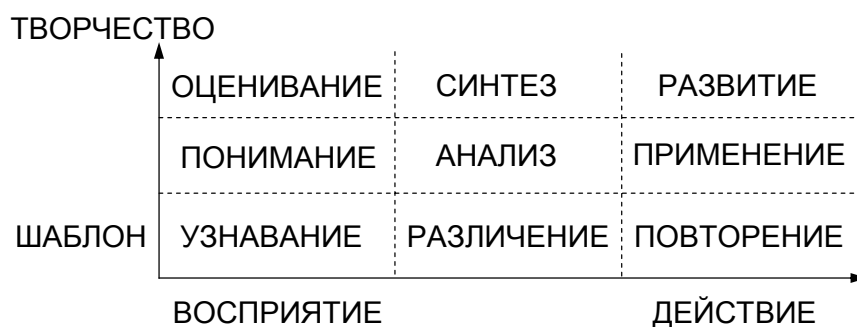 ТВОРЧЕСТВО
ОЦЕНИВАНИЕ СИНТЕЗ РАЗВИТИЕ
ПОНИМАНИЕ АНАЛИЗ ПРИМЕНЕНИЕ
ШАБЛОН УЗНАВАНИЕ РАЗЛИЧЕНИЕ ПОВТОРЕНИЕ
ВОСПРИЯТИЕ ДЕЙСТВИЕ